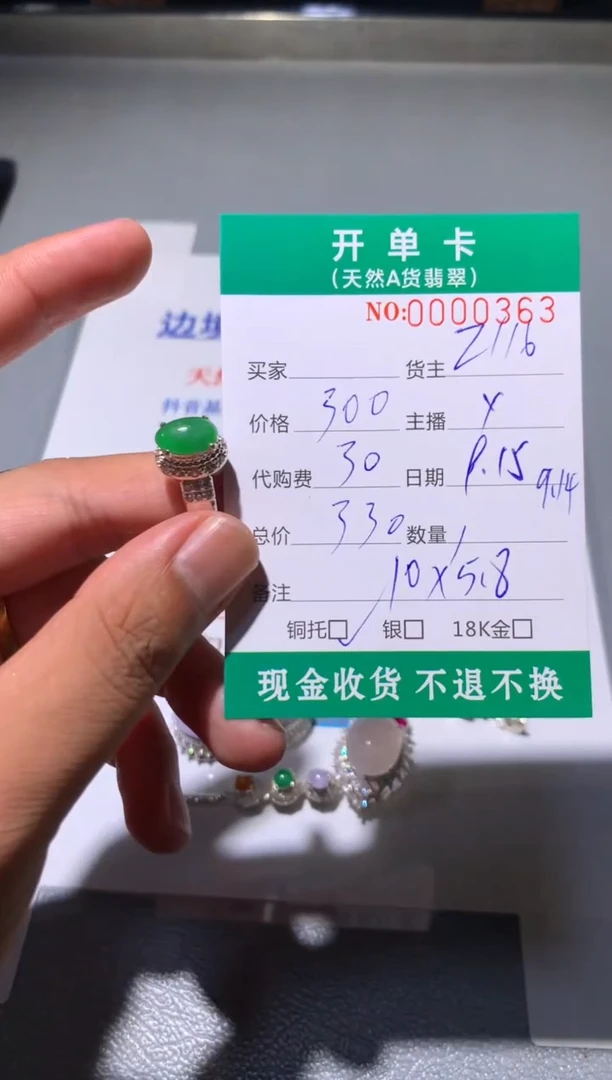 开单卡
(天然A货翡翠)
NO:0000363
买家 货主 Z116
价格 300 主播 Y
代购费 30 日期 9.15 9.14
总价 330 数量 1
备注 10×5.8
铜托☑ 银□ 18K金□
现金收货 不退不换
边